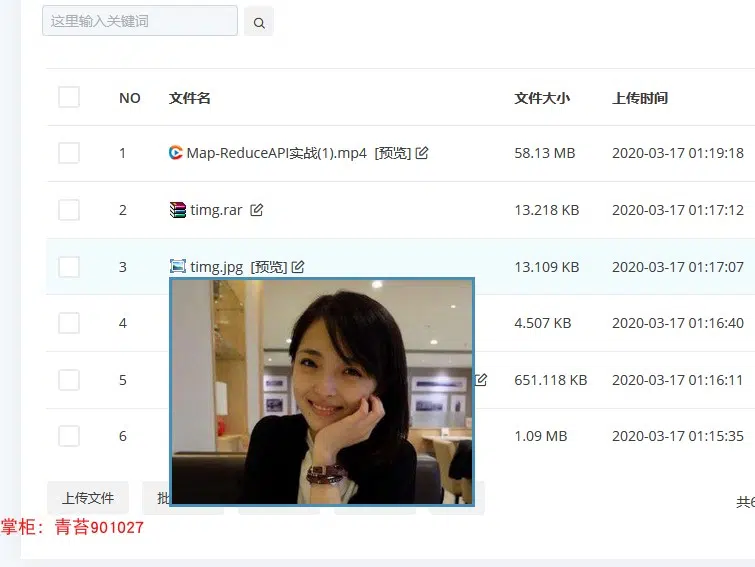 这里输入关键词
NO 文件名 文件大小 上传时间
1 Map-ReduceAPI实战(1).mp4 [预览] 58.13 MB 2020-03-17 01:19:18
2 timg.rar 13.218 KB 2020-03-17 01:17:12
3 timg.jpg [预览] 13.109 KB 2020-03-17 01:17:07
4 4.507 KB 2020-03-17 01:16:40
5 651.118 KB 2020-03-17 01:16:11
6 1.09 MB 2020-03-17 01:15:35
上传文件 批 共6
掌柜：青苔901027